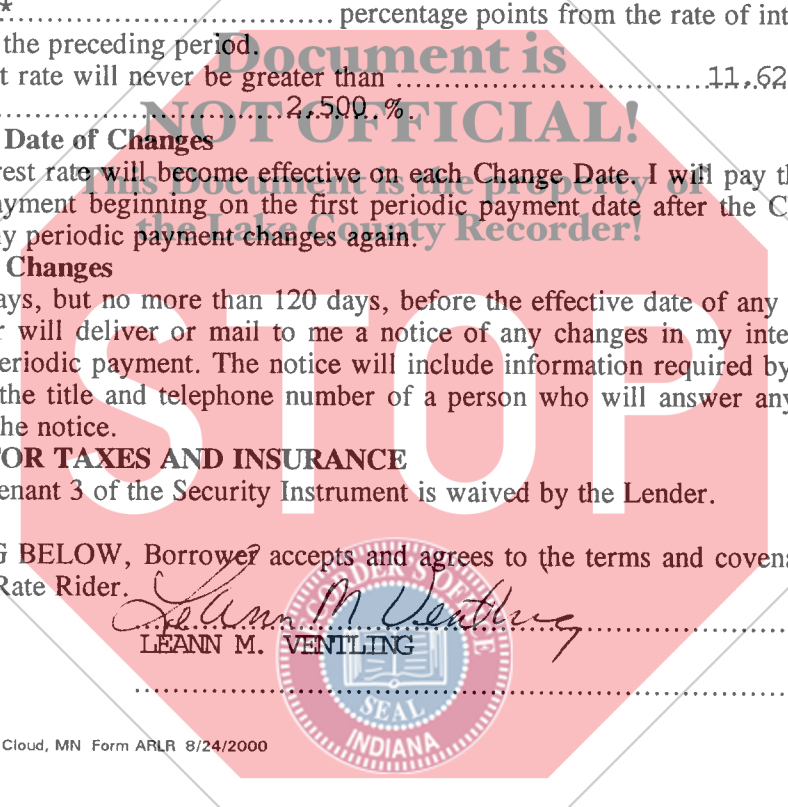 *.................................. percentage points from the rate of int
the preceding period.
Document is
t rate will never be greater than ..................................11.62
..............................2.500.%.
NOT OFFICIAL!
Date of Changes
This Document is the property of
rest rate will become effective on each Change Date. I will pay th
ayment beginning on the first periodic payment date after the C
the Lake County Recorder!
y periodic payment changes again.
Changes
ays, but no more than 120 days, before the effective date of any
r will deliver or mail to me a notice of any changes in my inte
eriodic payment. The notice will include information required by
STOP
the title and telephone number of a person who will answer any
he notice.
FOR TAXES AND INSURANCE
enant 3 of the Security Instrument is waived by the Lender.
G BELOW, Borrower accepts and agrees to the terms and covena
Rate Rider.
LeAnn M Ventling
LEANN M. VENTLING
SEAL
INDIANA
Cloud, MN Form ARLR 8/24/2000